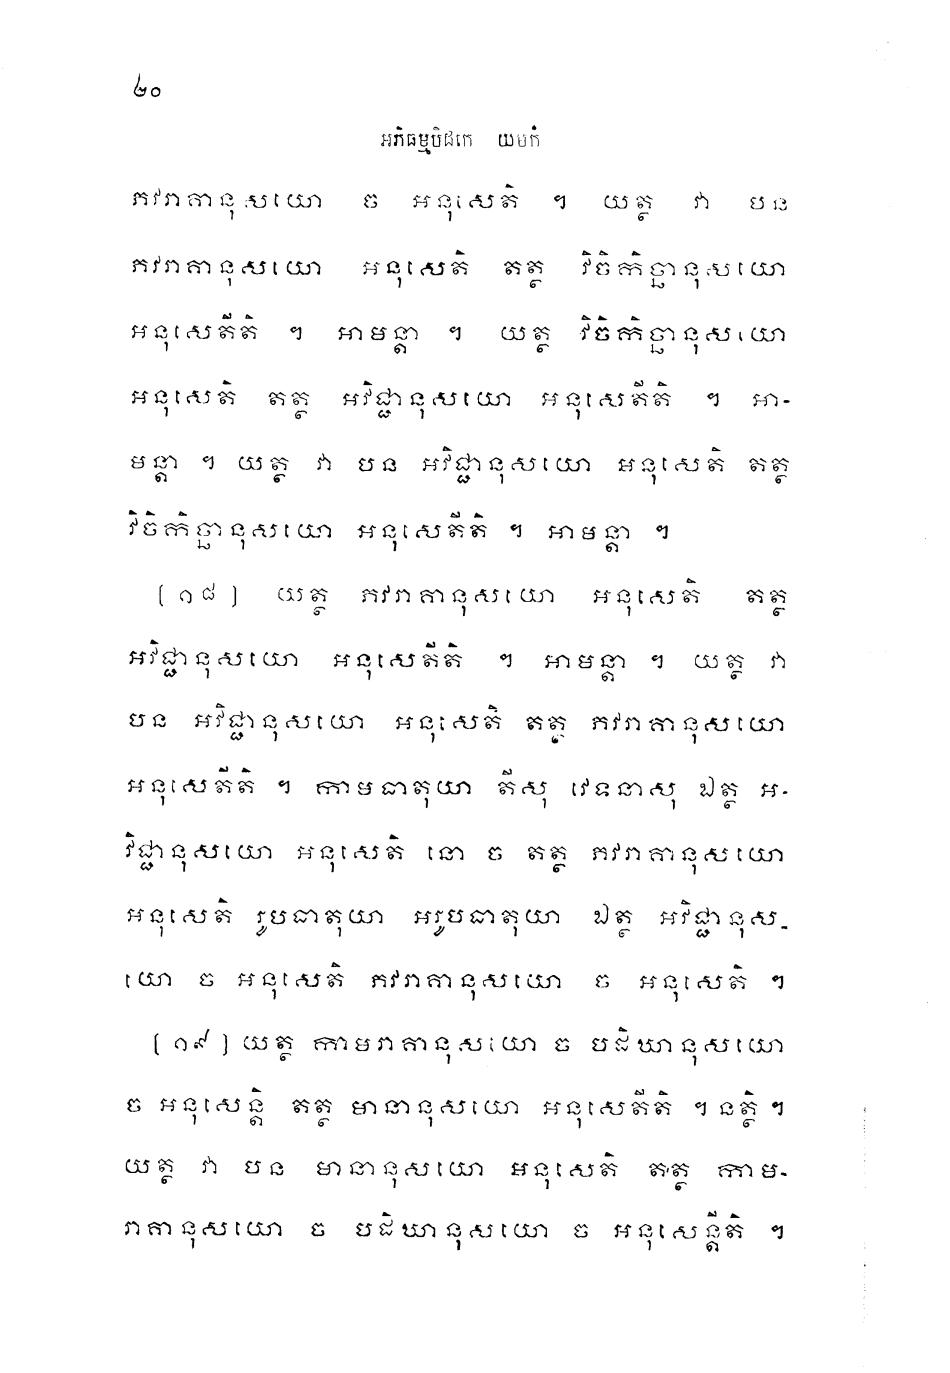 ២០
អភិធម្មបិដកេ យមកំ
ភវរាគានុសយោ ច អនុសេតិ ។ យត្ថ វា បន
ភវរាគានុសយោ អនុសេតិ តត្ថ វិចិកិច្ឆានុសយោ
អនុសេតីតិ ។ អាមន្តា ។ យត្ថ វិចិកិច្ឆានុសយោ
អនុសេតិ តត្ថ អវិជ្ជានុសយោ អនុសេតីតិ ។ អា-
មន្តា ។ យត្ថ វា បន អវិជ្ជានុសយោ អនុសេតិ តត្ថ
វិចិកិច្ឆានុសយោ អនុសេតីតិ ។ អាមន្តា ។
[១៨] យត្ថ ភវរាគានុសយោ អនុសេតិ តត្ថ
អវិជ្ជានុសយោ អនុសេតីតិ ។ អាមន្តា ។ យត្ថ វា
បន អវិជ្ជានុសយោ អនុសេតិ តត្ថ ភវរាគានុសយោ
អនុសេតីតិ ។ កាមធាតុយា តីសុ វេទនាសុ ឯត្ថ អ-
វិជ្ជានុសយោ អនុសេតិ នោ ច តត្ថ ភវរាគានុសយោ
អនុសេតិ រូបធាតុយា អរូបធាតុយា ឯត្ថ អវិជ្ជានុស-
យោ ច អនុសេតិ ភវរាគានុសយោ ច អនុសេតិ ។
[១៩] យត្ថ កាមរាគានុសយោ ច បដិឃានុសយោ
ច អនុសេន្តិ តត្ថ មានានុសយោ អនុសេតីតិ ។ នត្ថិ ។
យត្ថ វា បន មានានុសយោ អនុសេតិ តត្ថ កាម-
រាគានុសយោ ច បដិឃានុសយោ ច អនុសេន្តីតិ ។